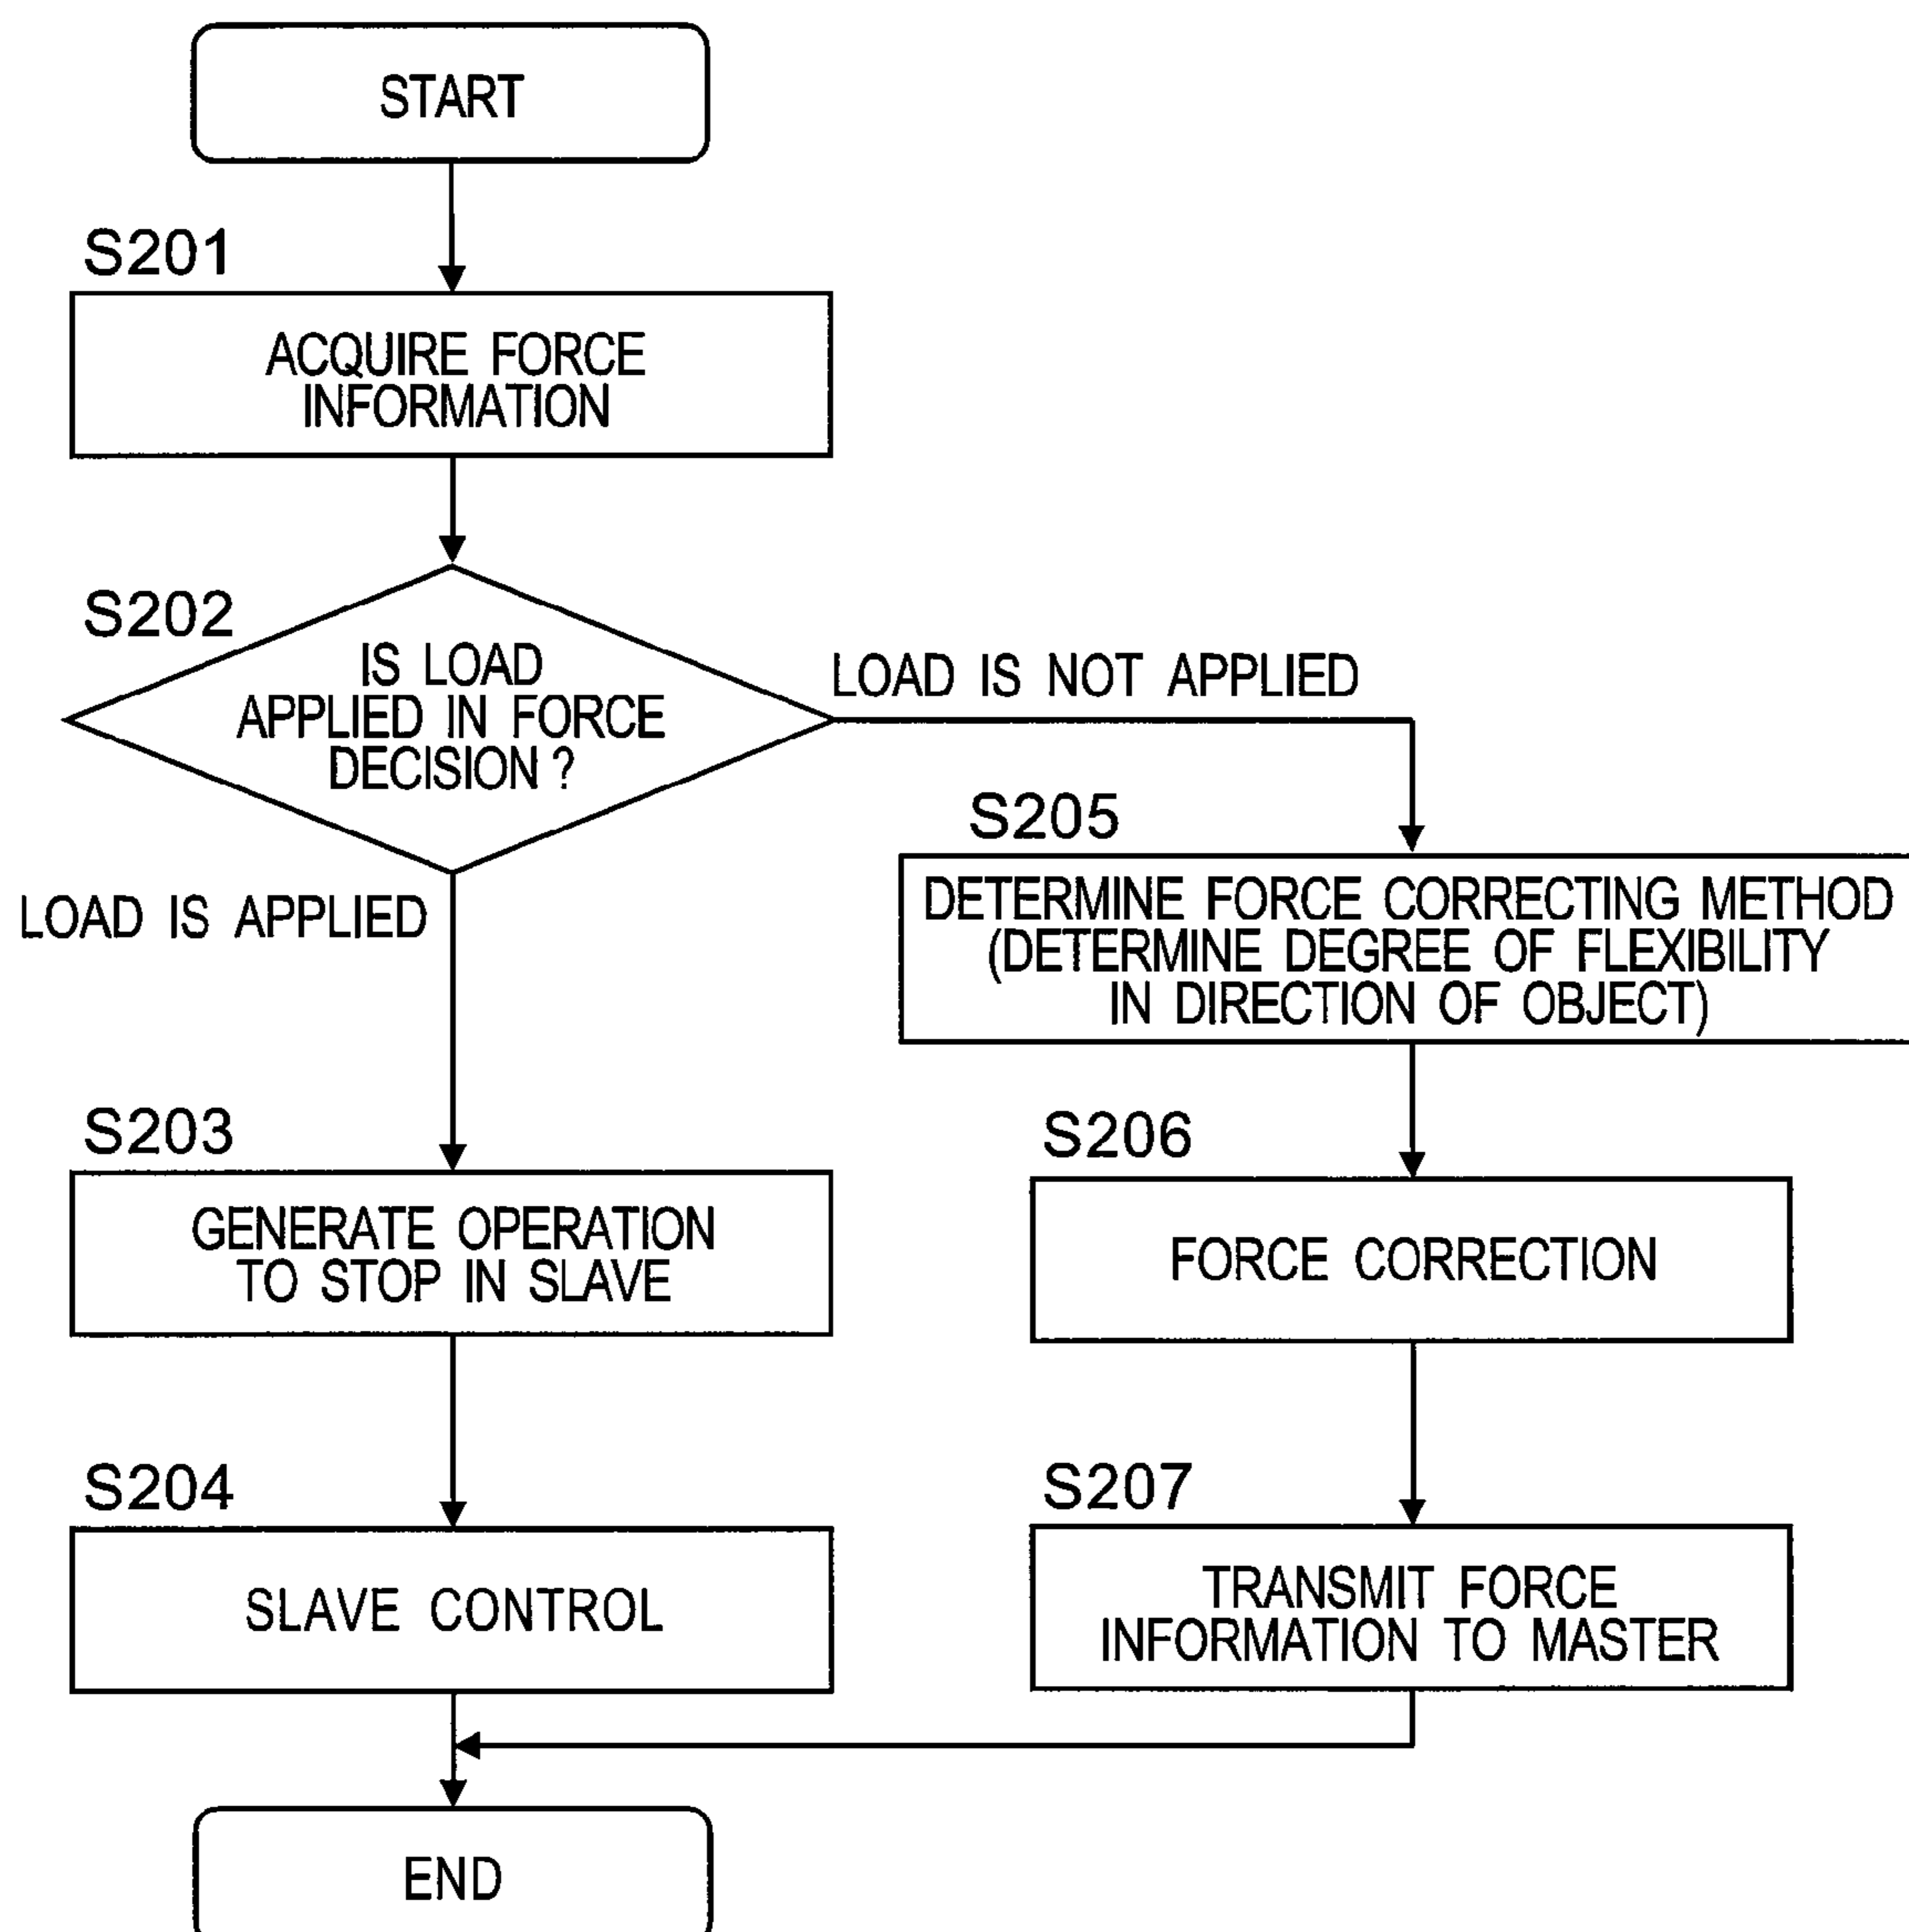 START
S201
ACQUIRE FORCE
INFORMATION
S202
IS LOAD
APPLIED IN FORCE
DECISION ?
LOAD IS NOT APPLIED
LOAD IS APPLIED
S203
GENERATE OPERATION
TO STOP IN SLAVE
S204
SLAVE CONTROL
S205
DETERMINE FORCE CORRECTING METHOD
(DETERMINE DEGREE OF FLEXIBILITY
IN DIRECTION OF OBJECT)
S206
FORCE CORRECTION
S207
TRANSMIT FORCE
INFORMATION TO MASTER
END